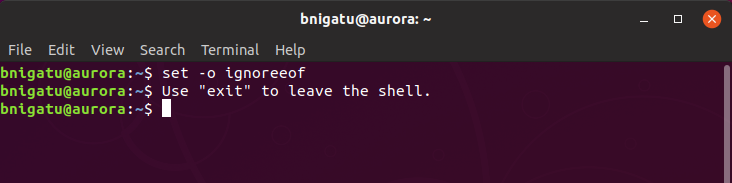 bnigatu@aurora: ~
File Edit View Search Terminal Help
bnigatu@aurora:~$ set -o ignoreeof
bnigatu@aurora:~$ Use "exit" to leave the shell.
bnigatu@aurora:~$